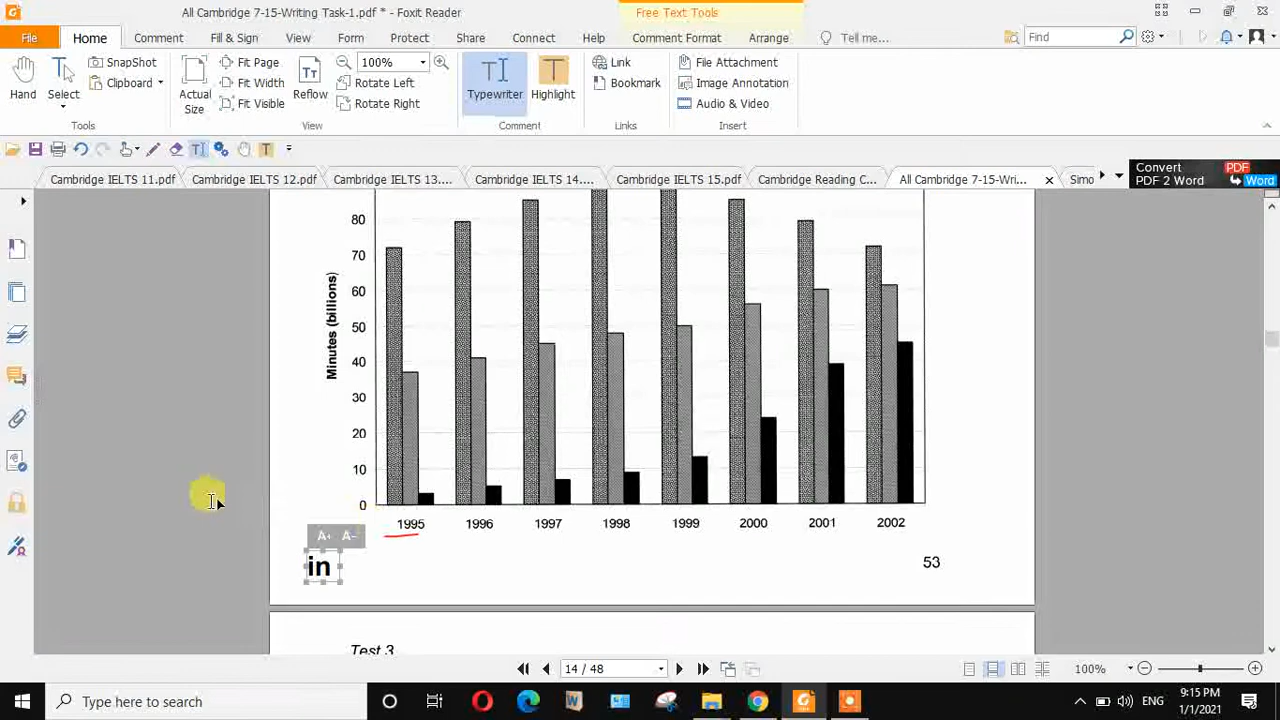 All Cambridge 7-15-Writing Task-1.pdf * - Foxit Reader
Free Text Tools
File
Home
Comment
Fill & Sign
View
Form
Protect
Share
Connect
Help
Comment Format
Arrange
Tell me...
Find
Hand
Select
SnapShot
Clipboard
Actual Size
Fit Page
Fit Width
Fit Visible
Reflow
100%
Rotate Left
Rotate Right
Typewriter
Highlight
Link
Bookmark
File Attachment
Image Annotation
Audio & Video
Tools
View
Comment
Links
Insert
Cambridge IELTS 11.pdf
Cambridge IELTS 12.pdf
Cambridge IELTS 13....
Cambridge IELTS 14....
Cambridge IELTS 15.pdf
Cambridge Reading C...
All Cambridge 7-15-Wri...
Simo
Convert PDF
PDF 2 Word Word
Minutes (billions)
80
70
60
50
40
30
20
10
0
1995 1996 1997 1998 1999 2000 2001 2002
A+ A-
in
53
Test 3
14 / 48
100%
Type here to search
ENG
9:15 PM
1/1/2021